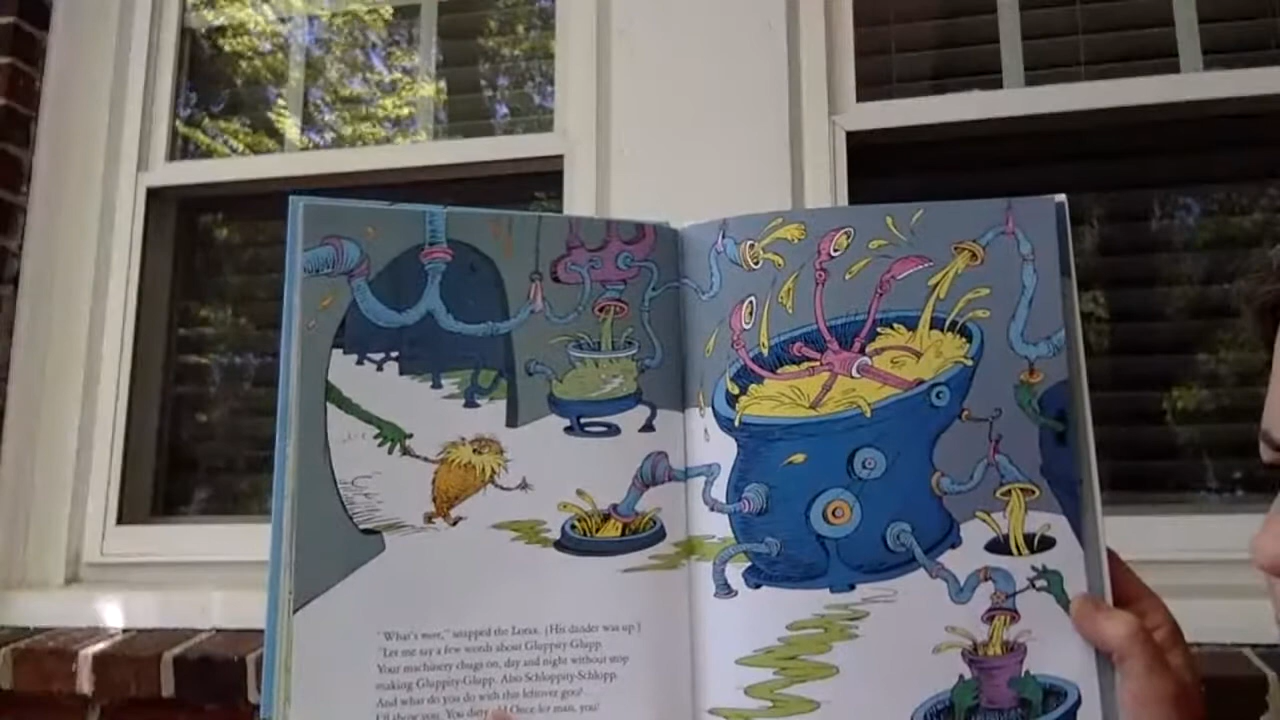 "What's more," snapped the Lorax. (His dander was up.)
"Let me say a few words about Gluppity-Glupp.
Your machinery chugs on, day and night without stop
making Gluppity-Glupp. Also Schloppity-Schlopp.
And what do you do with this leftover goo? . . .
I'll show you. You dirty old Once-ler man, you!